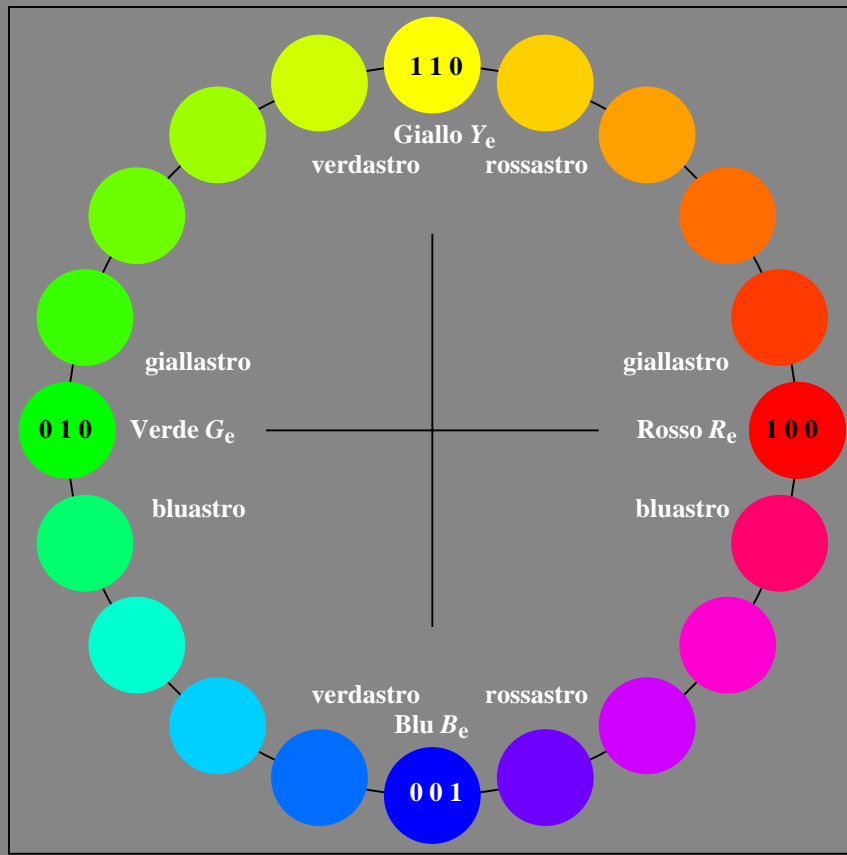 1 1 0
Giallo Ye
verdastro rossastro
giallastro giallastro
0 1 0 Verde Ge Rosso Re 1 0 0
bluastro bluastro
verdastro rossastro
Blu Be
0 0 1